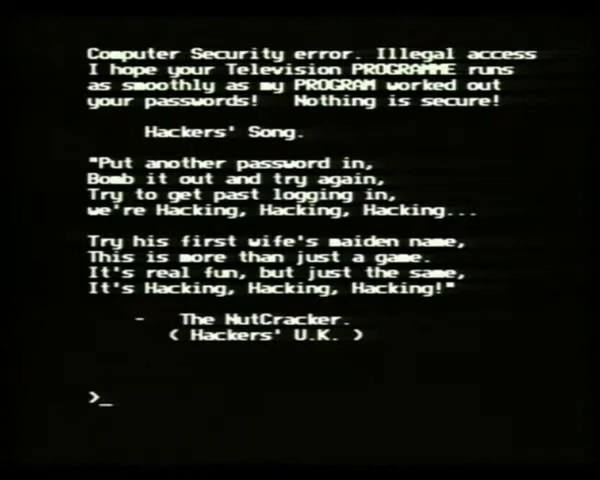 Computer Security error. Illegal access
I hope your Television PROGRAMME runs
as smoothly as my PROGRAM worked out
your passwords! Nothing is secure!
Hackers' Song.
"Put another password in,
Bomb it out and try again,
Try to get past logging in,
we're Hacking, Hacking, Hacking...
Try his first wife's maiden name,
This is more than just a game.
It's real fun, but just the same,
It's Hacking, Hacking, Hacking!"
- The NutCracker.
( Hackers' U.K. )
>_